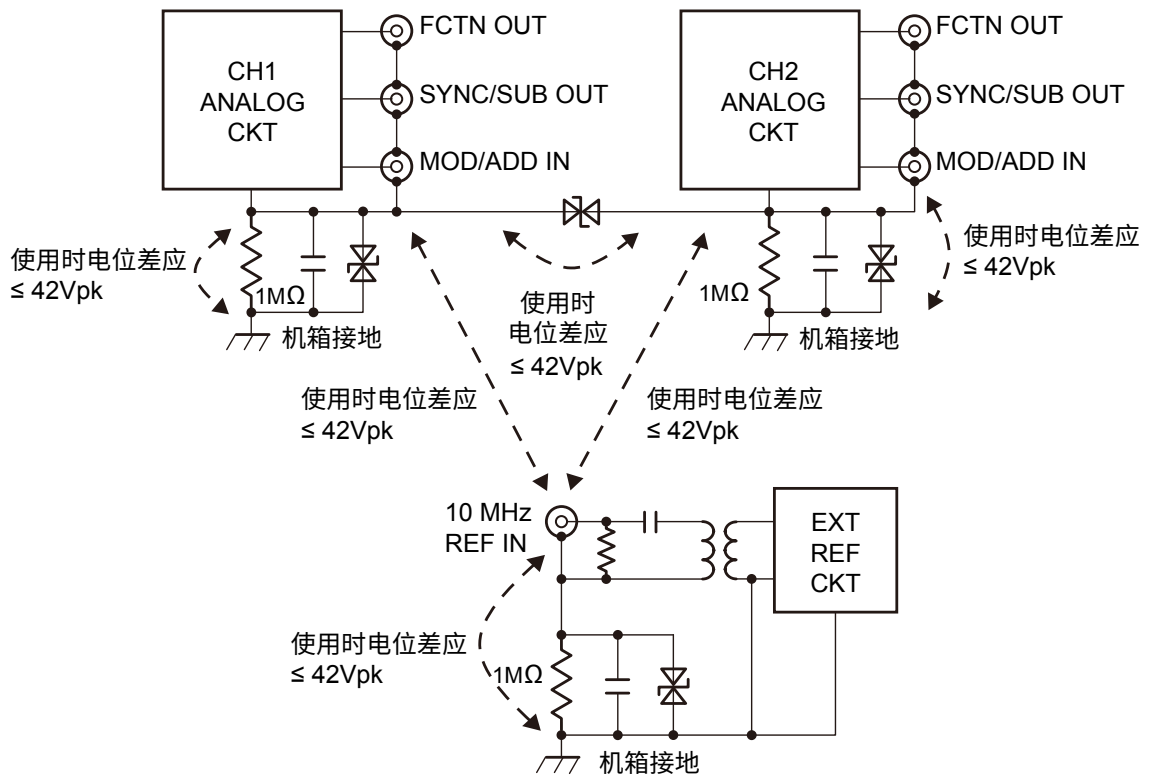 CH1
ANALOG
CKT
FCTN OUT
SYNC/SUB OUT
MOD/ADD IN
CH2
ANALOG
CKT
FCTN OUT
SYNC/SUB OUT
MOD/ADD IN
使用时电位差应
≤ 42Vpk
1MΩ
机箱接地
使用时
电位差应
≤ 42Vpk
1MΩ
机箱接地
使用时电位差应
≤ 42Vpk
使用时电位差应
≤ 42Vpk
使用时电位差应
≤ 42Vpk
10 MHz
REF IN
EXT
REF
CKT
使用时电位差应
≤ 42Vpk
1MΩ
机箱接地